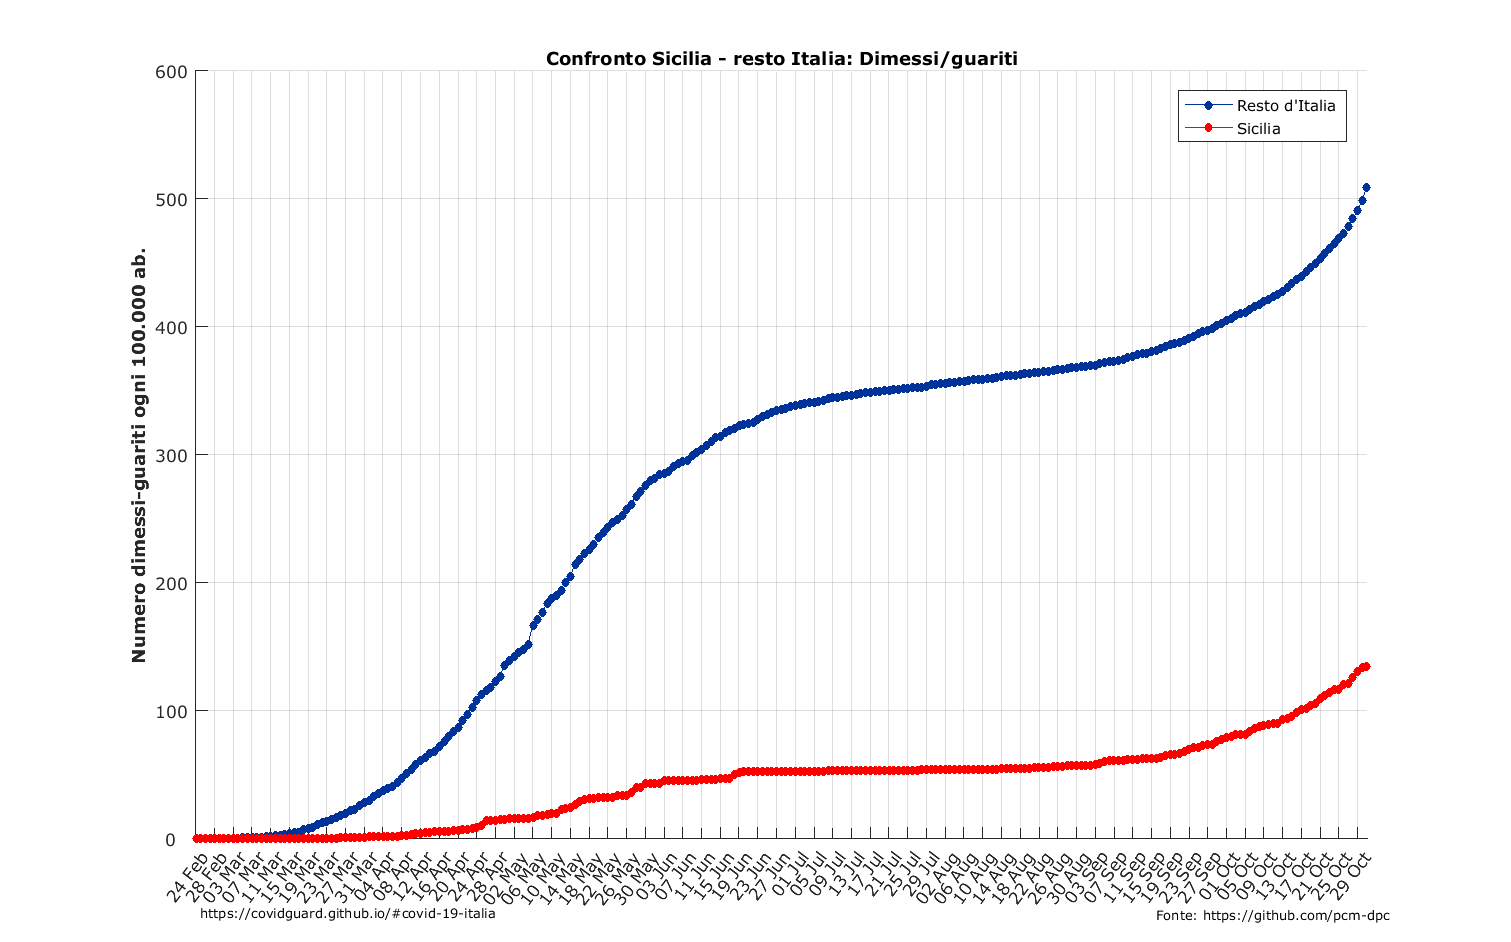 Confronto Sicilia - resto Italia: Dimessi/guariti
Resto d'Italia
Sicilia
Numero dimessi-guariti ogni 100.000 ab.
600
500
400
300
200
100
0
24 Feb
28 Feb
03 Mar
07 Mar
11 Mar
15 Mar
19 Mar
23 Mar
27 Mar
31 Mar
04 Apr
08 Apr
12 Apr
16 Apr
20 Apr
24 Apr
28 Apr
02 May
06 May
10 May
14 May
18 May
22 May
26 May
30 May
03 Jun
07 Jun
11 Jun
15 Jun
19 Jun
23 Jun
27 Jun
01 Jul
05 Jul
09 Jul
13 Jul
17 Jul
21 Jul
25 Jul
29 Jul
02 Aug
06 Aug
10 Aug
14 Aug
18 Aug
22 Aug
26 Aug
30 Aug
03 Sep
07 Sep
11 Sep
15 Sep
19 Sep
23 Sep
27 Sep
01 Oct
05 Oct
09 Oct
13 Oct
17 Oct
21 Oct
25 Oct
29 Oct
https://covidguard.github.io/#covid-19-italia
Fonte: https://github.com/pcm-dpc